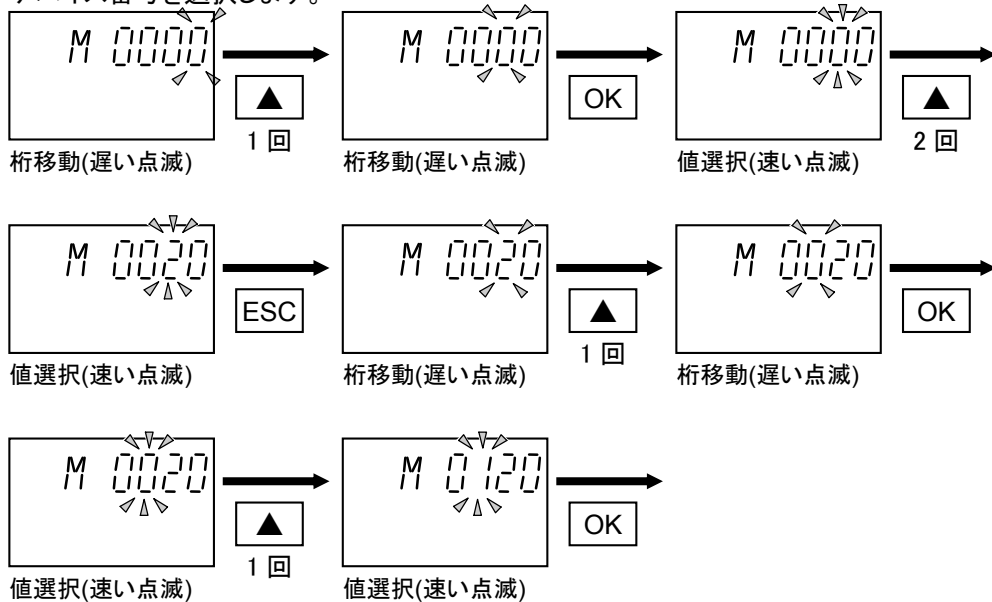 デバイス番号を選択します。
M 0000 ▲ M 0000 OK M 0000 ▲
1 回 2 回
桁移動(遅い点滅) 桁移動(遅い点滅) 値選択(速い点滅)
M 0020 ESC M 0020 ▲ M 0020 OK
1 回
値選択(速い点滅) 桁移動(遅い点滅) 桁移動(遅い点滅)
M 0020 ▲ M 0120 OK
1 回
値選択(速い点滅) 値選択(速い点滅)